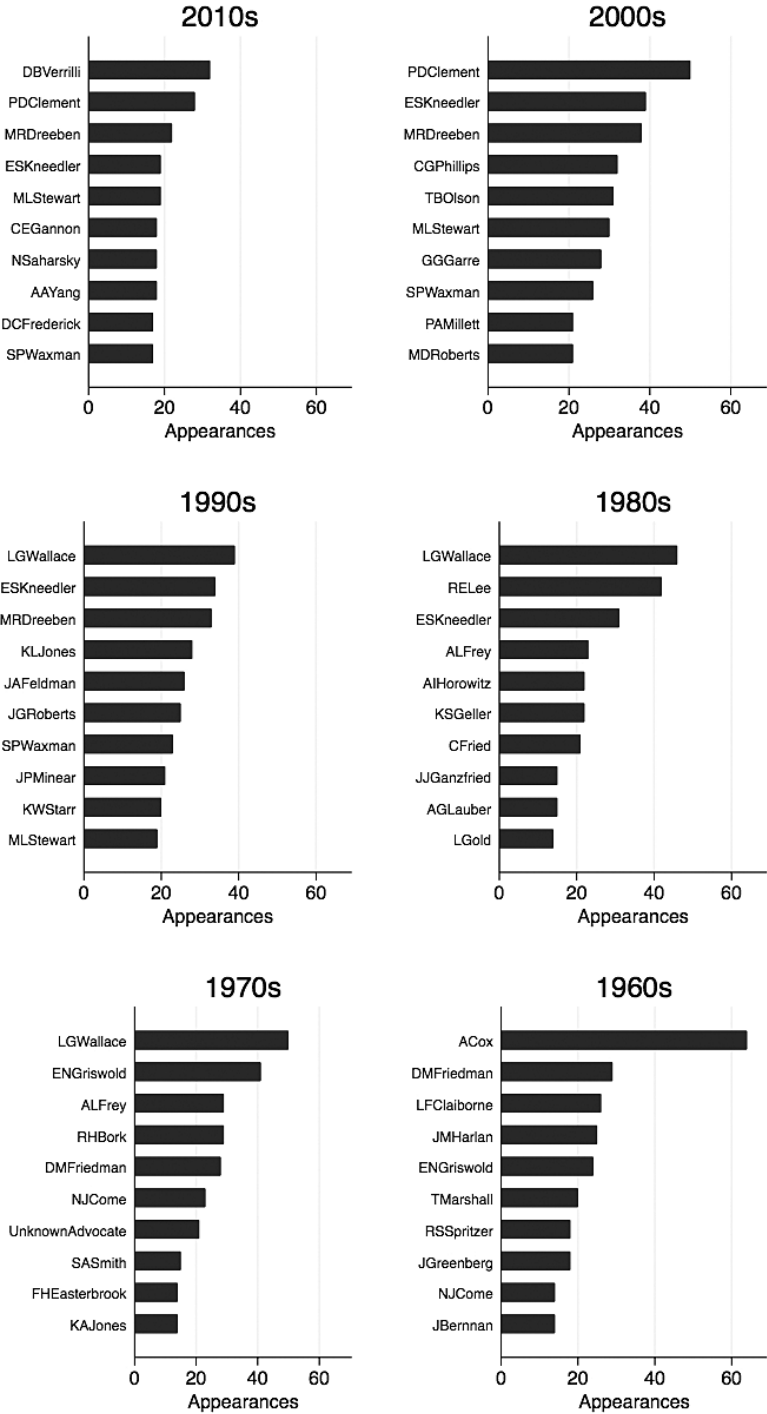 2010s
DBVerrilli
PDClement
MRDreeben
ESKneedler
MLStewart
CEGannon
NSaharsky
AAYang
DCFrederick
SPWaxman
0 20 40 60
Appearances
2000s
PDClement
ESKneedler
MRDreeben
CGPhillips
TBOlson
MLStewart
GGGarre
SPWaxman
PAMillett
MDRoberts
0 20 40 60
Appearances
1990s
LGWallace
ESKneedler
MRDreeben
KLJones
JAFeldman
JGRoberts
SPWaxman
JPMinear
KWStarr
MLStewart
0 20 40 60
Appearances
1980s
LGWallace
RELee
ESKneedler
ALFrey
AIHorowitz
KSGeller
CFried
JJGanzfried
AGLauber
LGold
0 20 40 60
Appearances
1970s
LGWallace
ENGriswold
ALFrey
RHBork
DMFriedman
NJCome
UnknownAdvocate
SASmith
FHEasterbrook
KAJones
0 20 40 60
Appearances
1960s
ACox
DMFriedman
LFClaiborne
JMHarlan
ENGriswold
TMarshall
RSSpritzer
JGreenberg
NJCome
JBernnan
0 20 40 60
Appearances